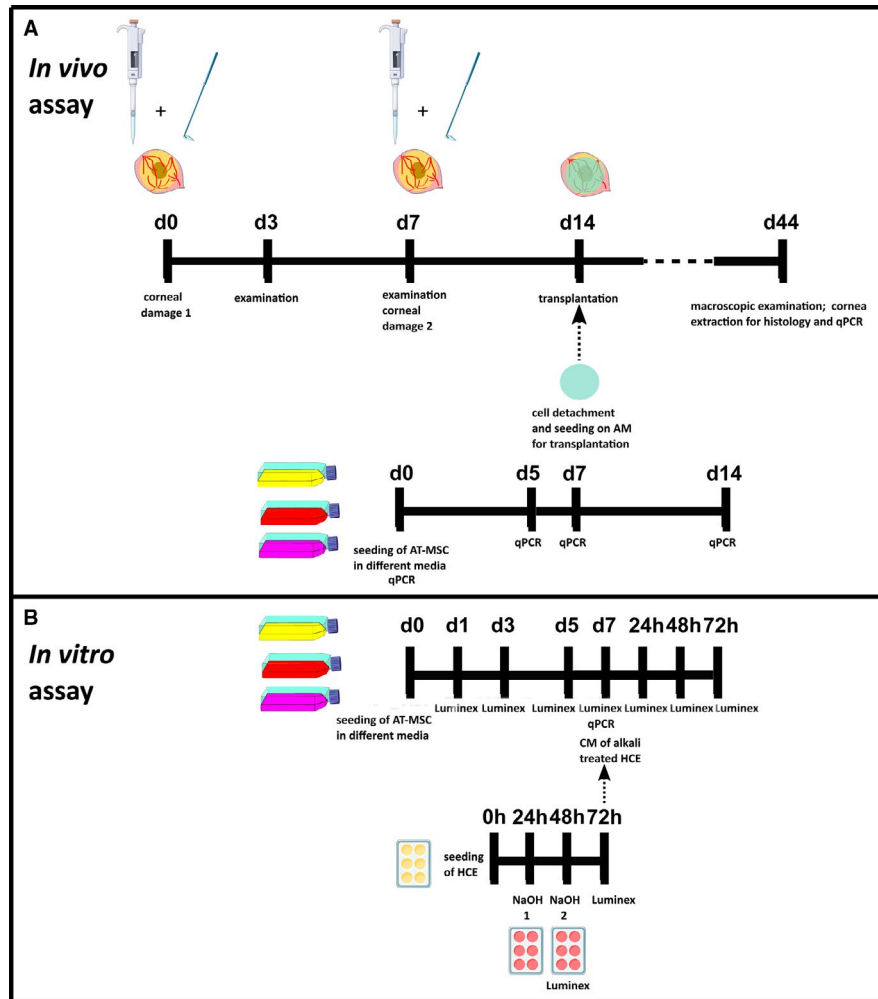 A
In vivo
assay
+
+
d0
d3
d7
d14
d44
corneal
damage 1
examination
examination
corneal
damage 2
transplantation
macroscopic examination; cornea
extraction for histology and qPCR
cell detachment
and seeding on AM
for transplantation
d0
d5
d7
d14
seeding of AT-MSC
in different media
qPCR
qPCR
qPCR
qPCR
B
In vitro
assay
d0
d1
d3
d5
d7
24h
48h
72h
seeding of AT-MSC
in different media
Luminex
Luminex
Luminex
Luminex
qPCR
Luminex
Luminex
Luminex
CM of alkali
treated HCE
0h
24h
48h
72h
seeding
of HCE
NaOH
1
NaOH
2
Luminex
Luminex